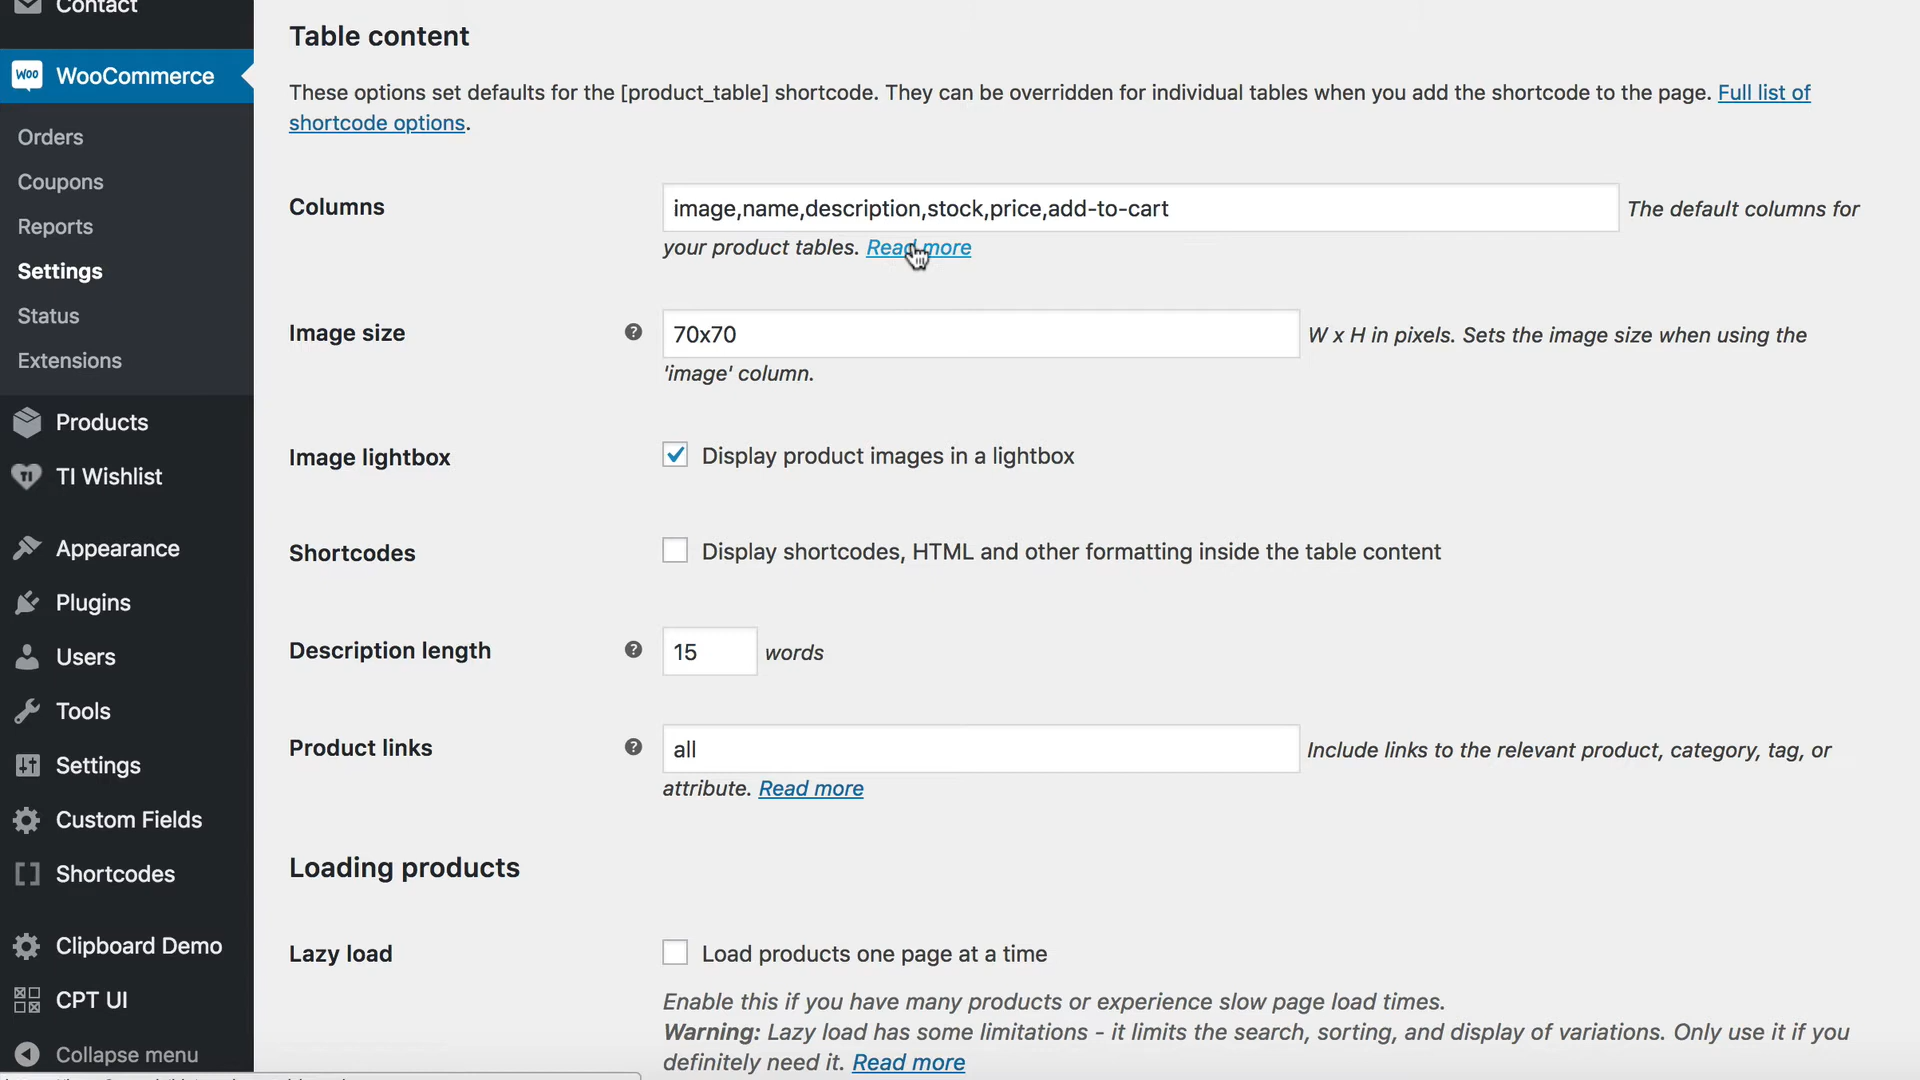 Contact
WooCommerce
Orders
Coupons
Reports
Settings
Status
Extensions
Products
TI Wishlist
Appearance
Plugins
Users
Tools
Settings
Custom Fields
Shortcodes
Clipboard Demo
CPT UI
Collapse menu
Table content
These options set defaults for the [product_table] shortcode. They can be overridden for individual tables when you add the shortcode to the page. Full list of
shortcode options.
Columns
image,name,description,stock,price,add-to-cart The default columns for
your product tables. Read more
Image size
70x70 W x H in pixels. Sets the image size when using the
'image' column.
Image lightbox
Display product images in a lightbox
Shortcodes
Display shortcodes, HTML and other formatting inside the table content
Description length
15 words
Product links
all Include links to the relevant product, category, tag, or
attribute. Read more
Loading products
Lazy load
Load products one page at a time
Enable this if you have many products or experience slow page load times.
Warning: Lazy load has some limitations - it limits the search, sorting, and display of variations. Only use it if you
definitely need it. Read more